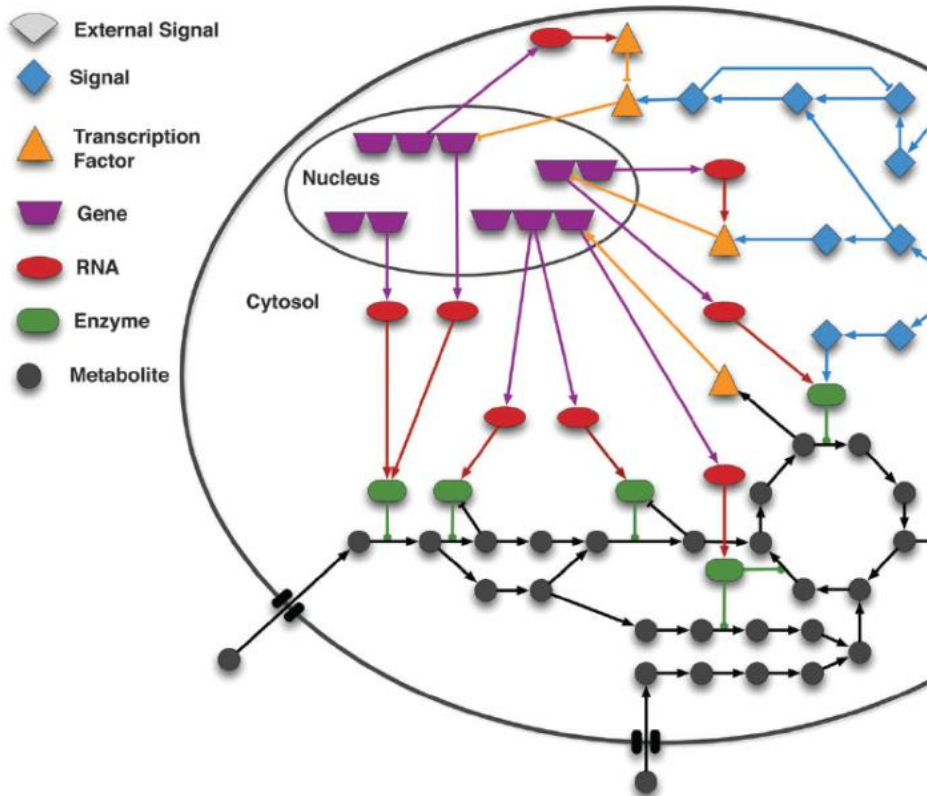 External Signal
Signal
Transcription
Factor
Gene
RNA
Enzyme
Metabolite
Nucleus
Cytosol